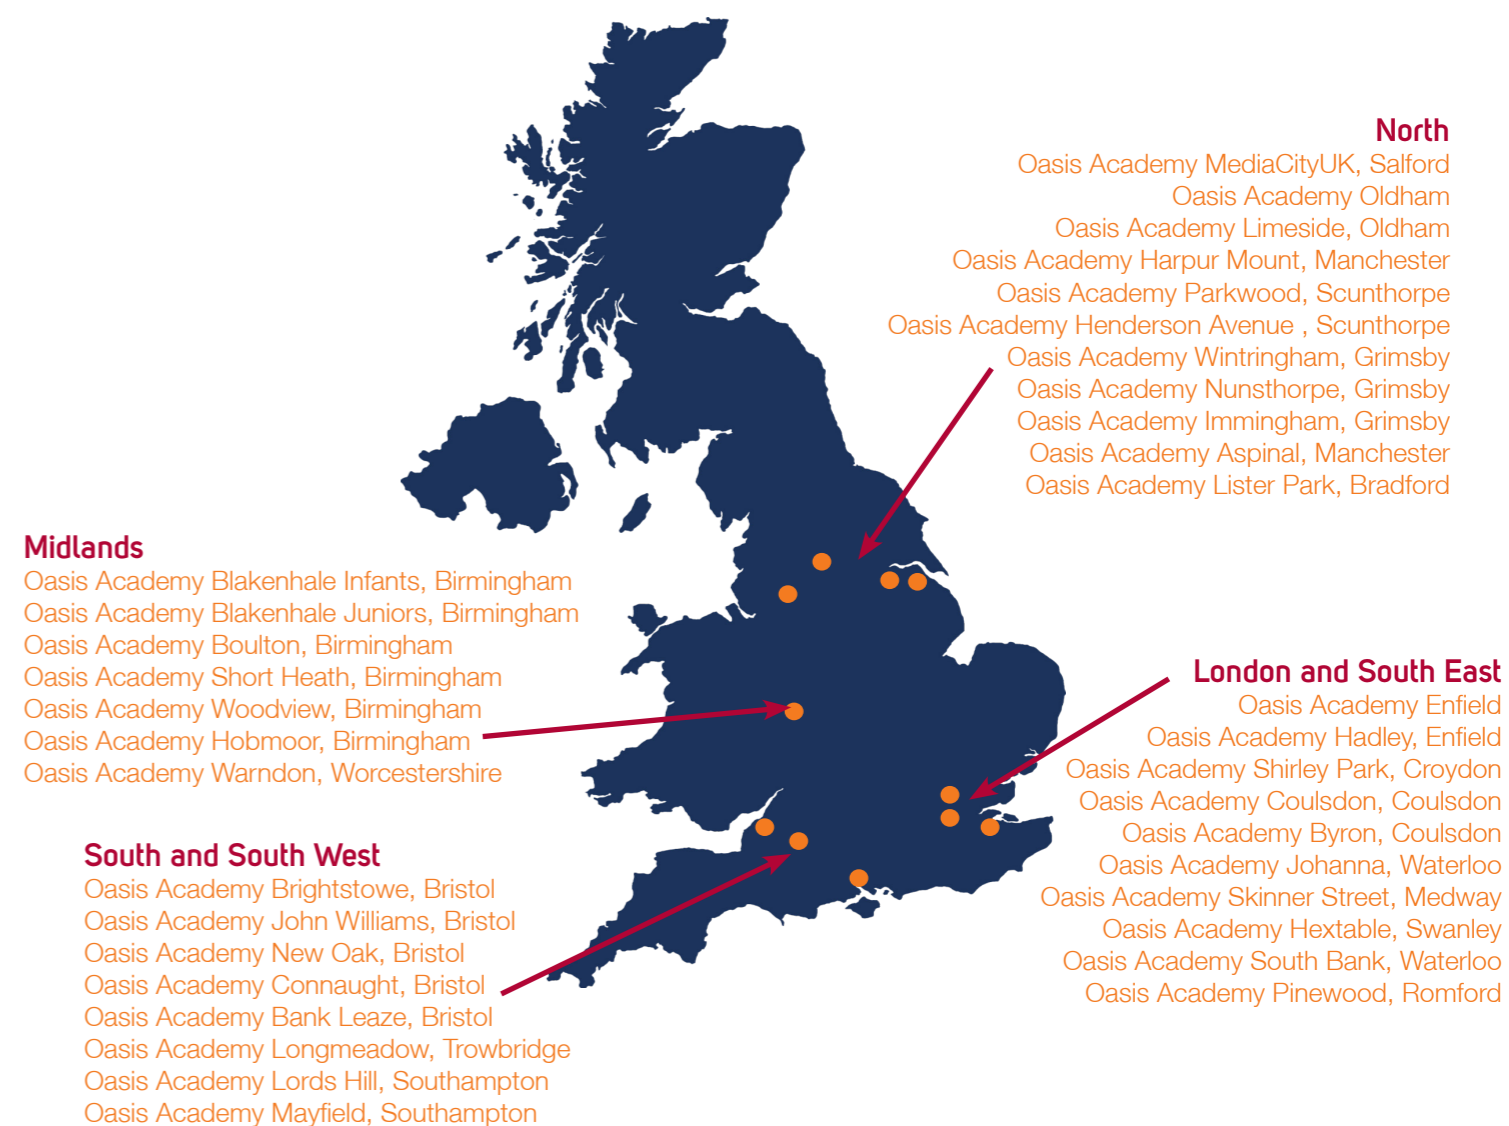 North
Oasis Academy MediaCityUK, Salford
Oasis Academy Oldham
Oasis Academy Limeside, Oldham
Oasis Academy Harpur Mount, Manchester
Oasis Academy Parkwood, Scunthorpe
Oasis Academy Henderson Avenue , Scunthorpe
Oasis Academy Wintringham, Grimsby
Oasis Academy Nunsthorpe, Grimsby
Oasis Academy Immingham, Grimsby
Oasis Academy Aspinal, Manchester
Oasis Academy Lister Park, Bradford
Midlands
Oasis Academy Blakenhale Infants, Birmingham
Oasis Academy Blakenhale Juniors, Birmingham
Oasis Academy Boulton, Birmingham
Oasis Academy Short Heath, Birmingham
Oasis Academy Woodview, Birmingham
Oasis Academy Hobmoor, Birmingham
Oasis Academy Warndon, Worcestershire
London and South East
Oasis Academy Enfield
Oasis Academy Hadley, Enfield
Oasis Academy Shirley Park, Croydon
Oasis Academy Coulsdon, Coulsdon
Oasis Academy Byron, Coulsdon
Oasis Academy Johanna, Waterloo
Oasis Academy Skinner Street, Medway
Oasis Academy Hextable, Swanley
Oasis Academy South Bank, Waterloo
Oasis Academy Pinewood, Romford
South and South West
Oasis Academy Brightstowe, Bristol
Oasis Academy John Williams, Bristol
Oasis Academy New Oak, Bristol
Oasis Academy Connaught, Bristol
Oasis Academy Bank Leaze, Bristol
Oasis Academy Longmeadow, Trowbridge
Oasis Academy Lords Hill, Southampton
Oasis Academy Mayfield, Southampton